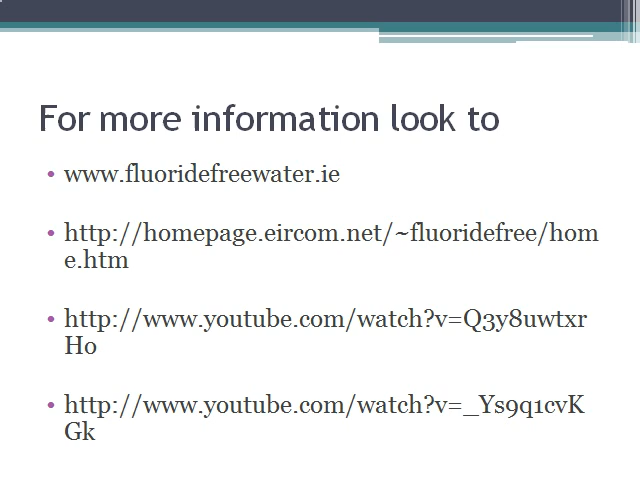 For more information look to
• www.fluoridefreewater.ie
• http://homepage.eircom.net/~fluoridefree/hom
e.htm
• http://www.youtube.com/watch?v=Q3y8uwtxr
Ho
• http://www.youtube.com/watch?v=_Ys9q1cvK
Gk